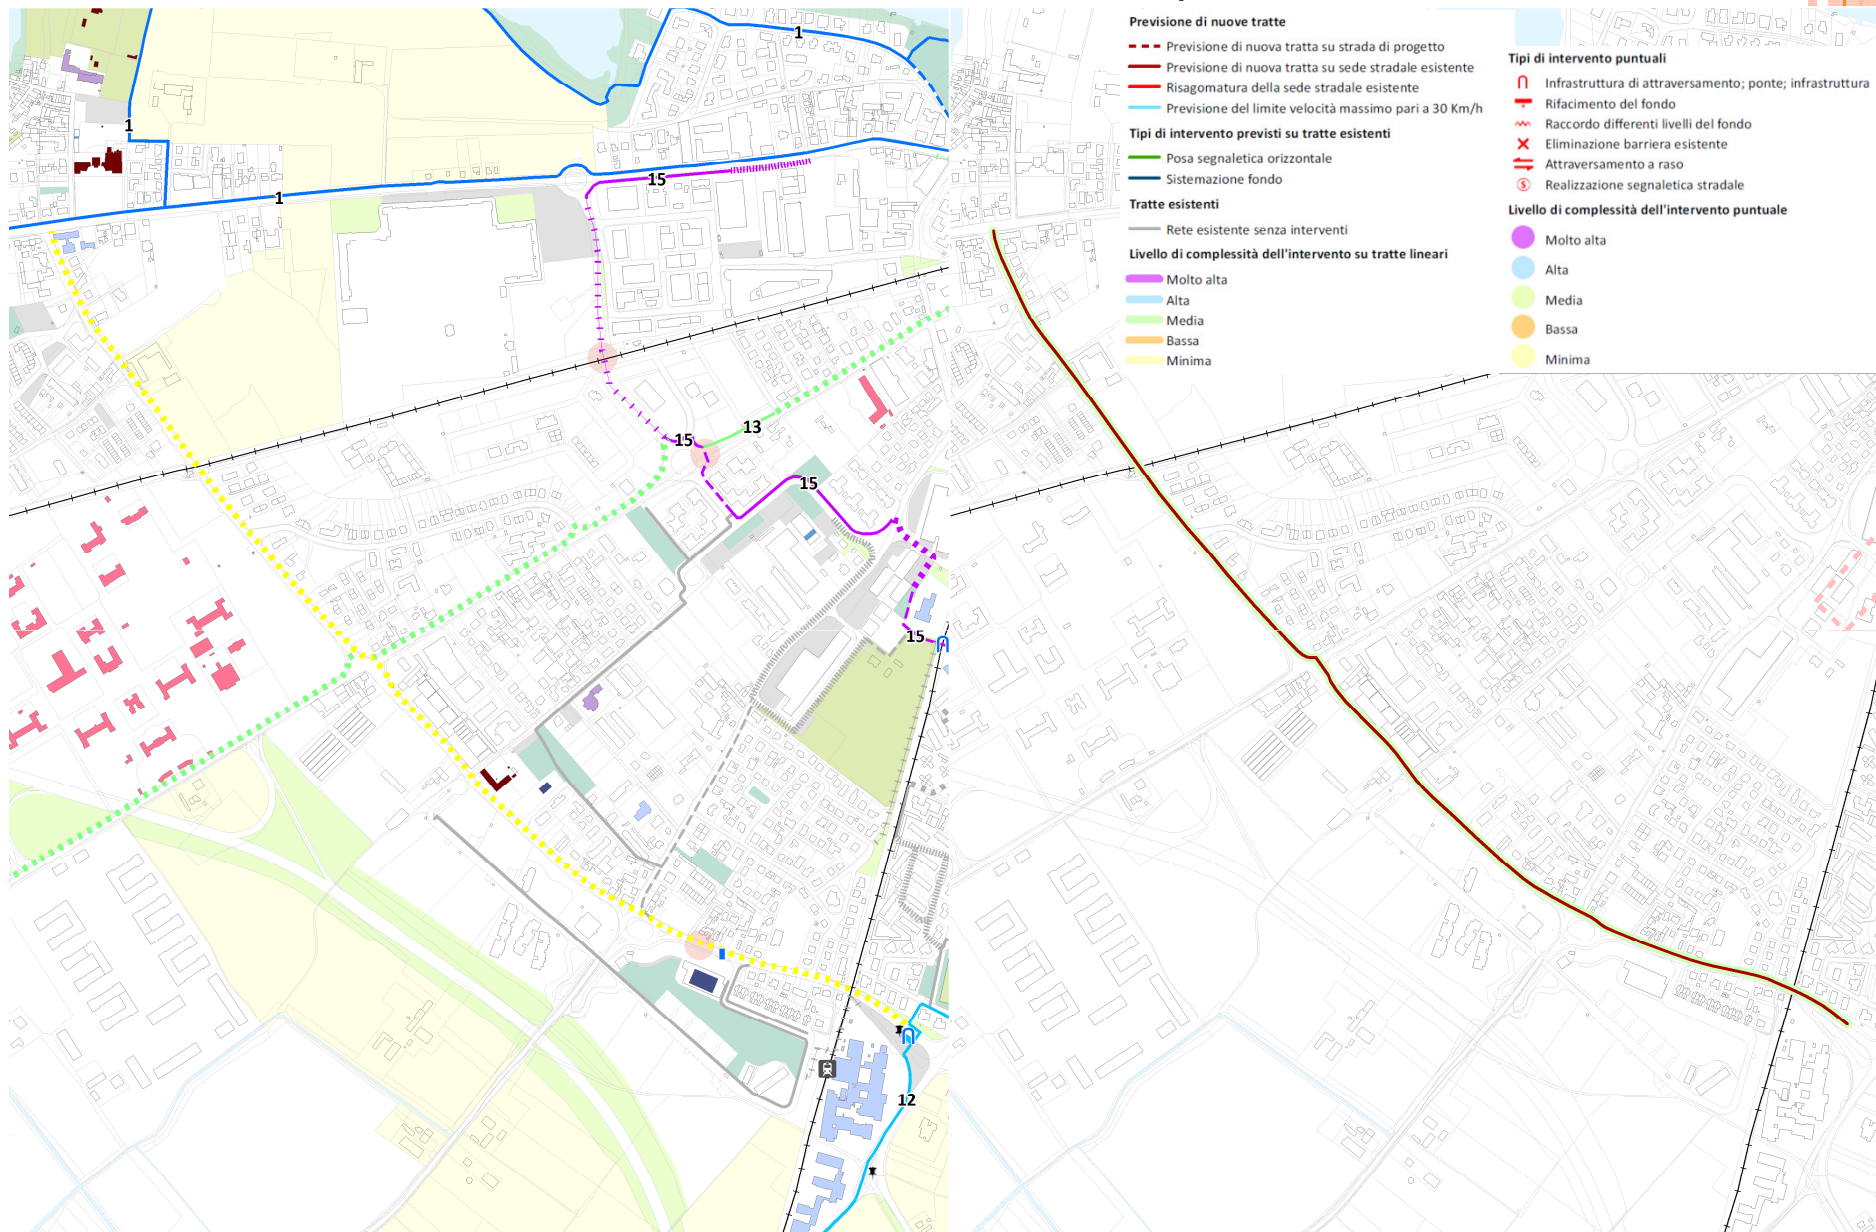 1
1
1
15
15
13
15
15
12
Previsione di nuove tratte
Previsione di nuova tratta su strada di progetto
Previsione di nuova tratta su sede stradale esistente
Risagomatura della sede stradale esistente
Previsione del limite velocità massimo pari a 30 Km/h
Tipi di intervento previsti su tratte esistenti
Posa segnaletica orizzontale
Sistemazione fondo
Tratte esistenti
Rete esistente senza interventi
Livello di complessità dell'intervento su tratte lineari
Molto alta
Alta
Media
Bassa
Minima
Tipi di intervento puntuali
Infrastruttura di attraversamento; ponte; infrastruttura
Rifacimento del fondo
Raccordo differenti livelli del fondo
Eliminazione barriera esistente
Attraversamento a raso
S Realizzazione segnaletica stradale
Livello di complessità dell'intervento puntuale
Molto alta
Alta
Media
Bassa
Minima